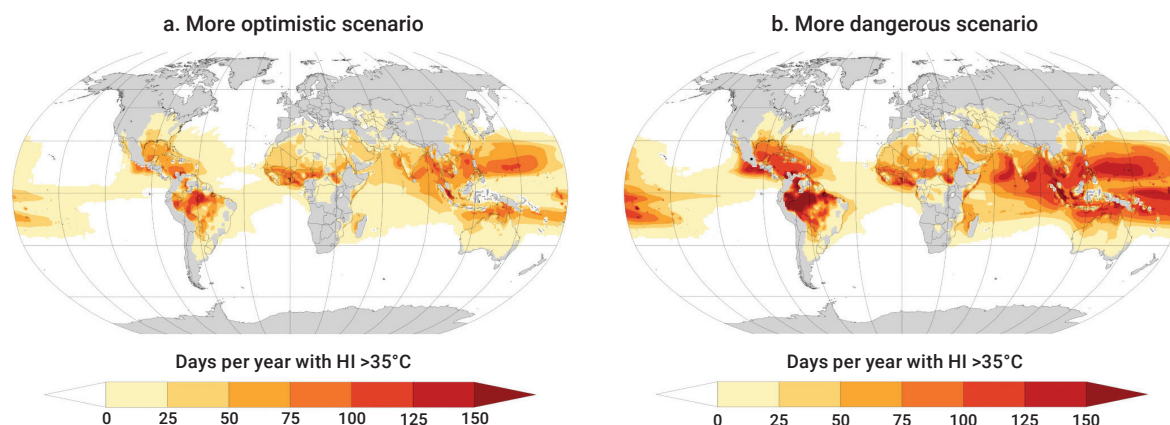 a. More optimistic scenario
b. More dangerous scenario
Days per year with HI >35°C
0 25 50 75 100 125 150
Days per year with HI >35°C
0 25 50 75 100 125 150